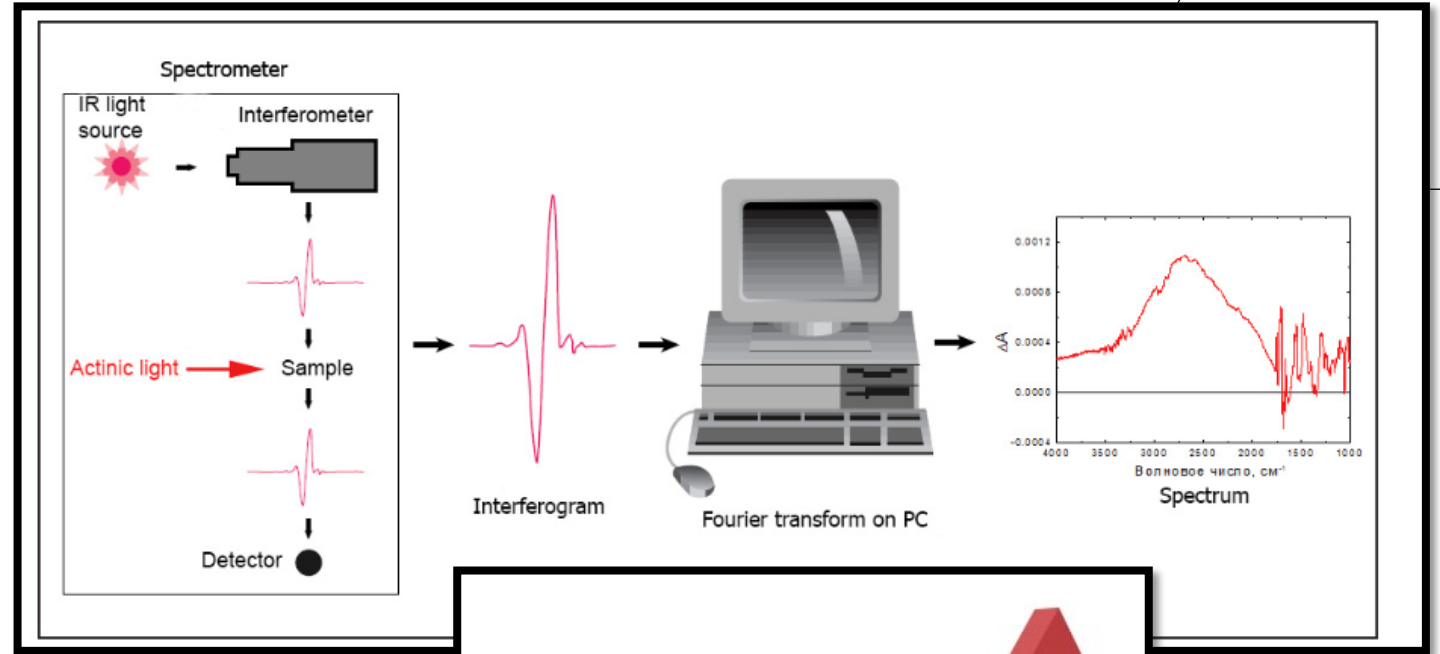 Spectrometer
IR light
source
Interferometer
Actinic light
Sample
Detector
Interferogram
Fourier transform on PC
ΔA
0.0012
0.0008
0.0004
0.0000
-0.0004
4000 3500 3000 2500 2000 1500 1000
Волновое число, см⁻¹
Spectrum